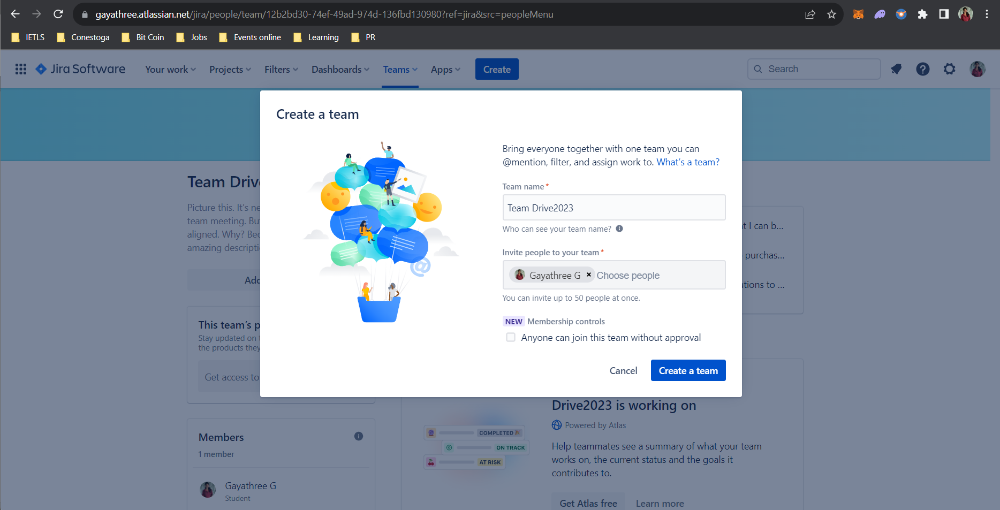 gayathree.atlassian.net/jira/people/team/12b2bd30-74ef-49ad-974d-136fbd130980?ref=jira&src=peopleMenu
IETLS Conestoga Bit Coin Jobs Events online Learning PR
Jira Software Your work Projects Filters Dashboards Teams Apps Create Search
Create a team
Bring everyone together with one team you can
@mention, filter, and assign work to. What's a team?
Team name *
Team Drive2023
Who can see your team name?
Invite people to your team *
Gayathree G × Choose people
You can invite up to 50 people at once.
NEW Membership controls
Anyone can join this team without approval
Cancel Create a team
Team Driv
Picture this. It's ne
team meeting. Bu
aligned. Why? Bec
amazing descripti
Add
This team's p
Stay updated on
the products they
Get access to
Members
1 member
Gayathree G
Student
t I can b...
purchas...
ations to ...
COMPLETED
ON TRACK
AT RISK
Drive2023 is working on
Powered by Atlas
Help teammates see a summary of what your team
works on, the current status and the goals it
contributes to.
Get Atlas free Learn more